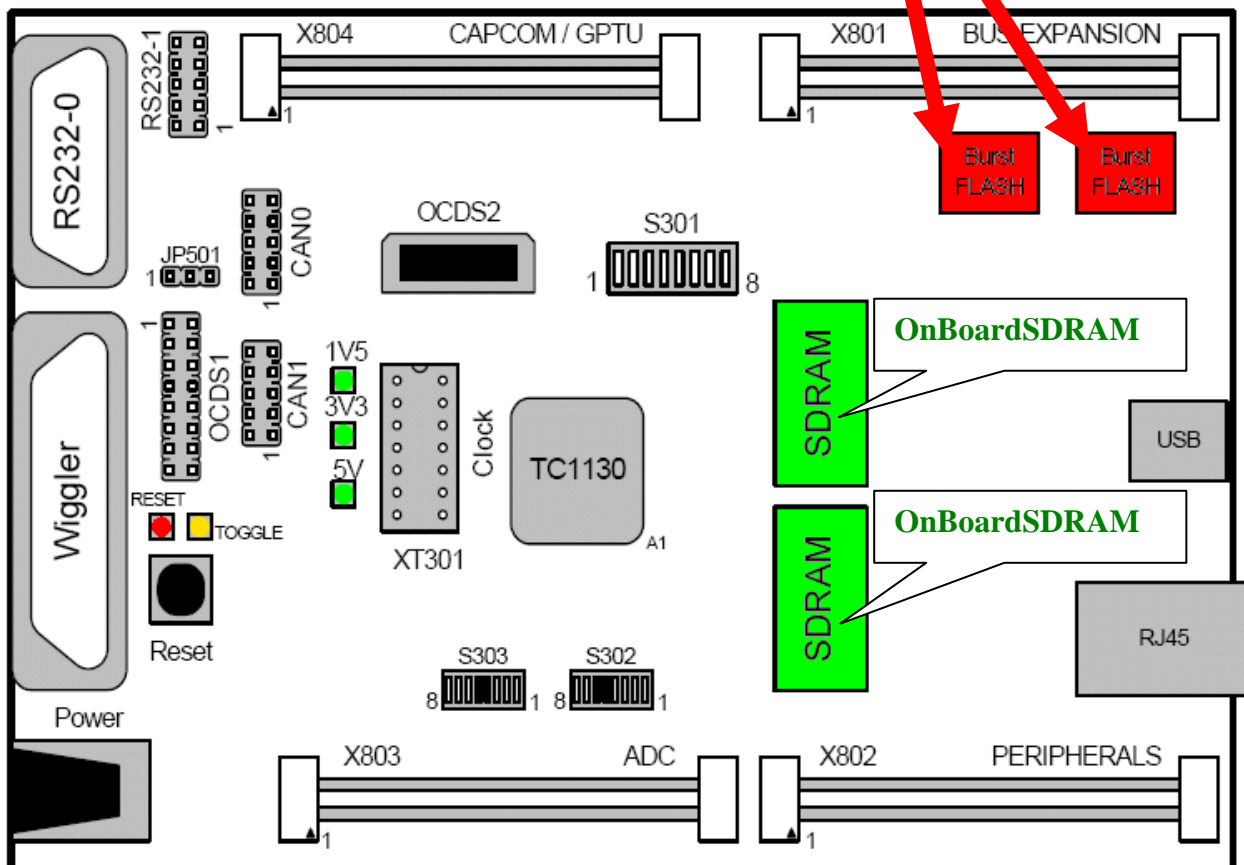 X804 CAPCOM / GPTU
X801 BUS EXPANSION
RS232-1
1
1
1
RS232-0
Burst
FLASH
Burst
FLASH
CAN0
1
OCDS2
S301
1
8
JP501
1
OnBoardSDRAM
SDRAM
1
OCDS1
CAN1
1
1V5
3V3
5V
Clock
XT301
TC1130
A1
USB
Wiggler
RESET
TOGGLE
Reset
OnBoardSDRAM
SDRAM
RJ45
S303
8
1
S302
8
1
Power
X803 ADC
1
X802 PERIPHERALS
1